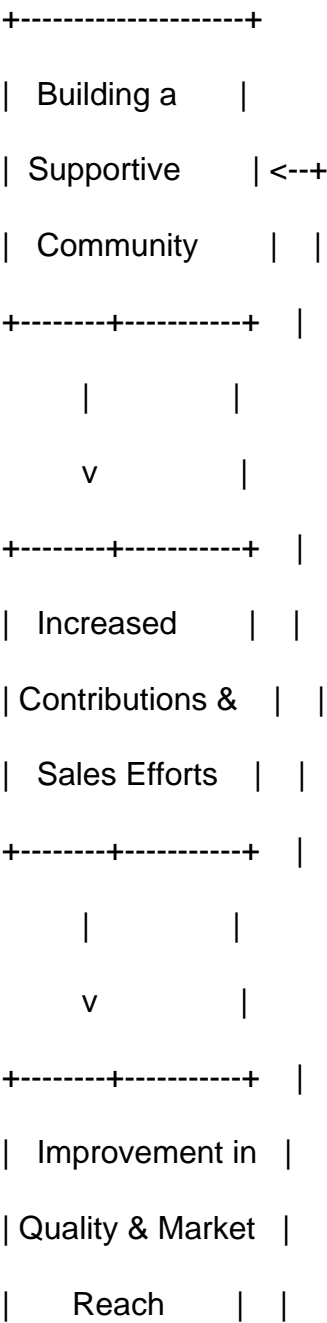 +--------------------+
| Building a |
| Supportive | <--+
| Community | |
+--------+-----------+ |
| |
v |
+--------+-----------+ |
| Increased | |
| Contributions & | |
| Sales Efforts | |
+--------+-----------+ |
| |
v |
+--------+-----------+ |
| Improvement in |
| Quality & Market |
| Reach | |